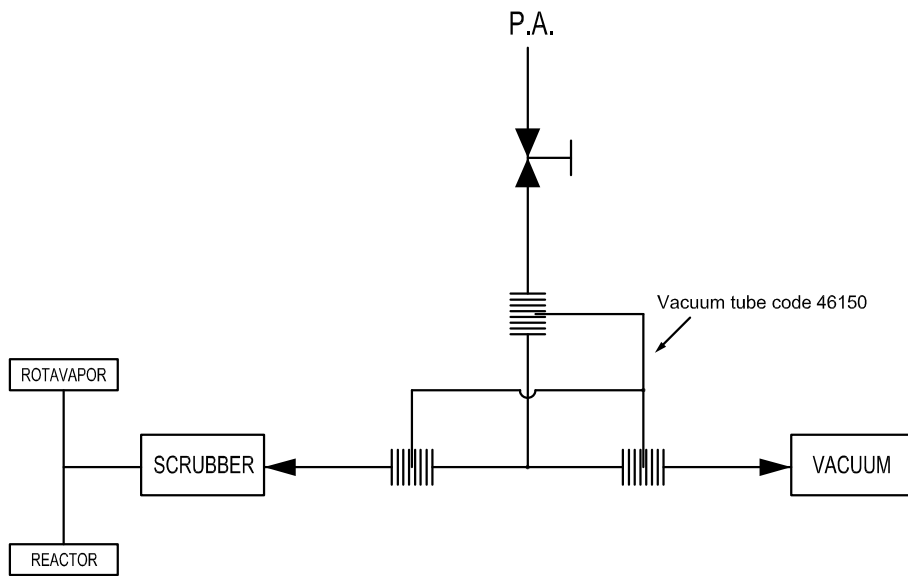 P.A.
Vacuum tube code 46150
ROTAVAPOR
SCRUBBER
VACUUM
REACTOR